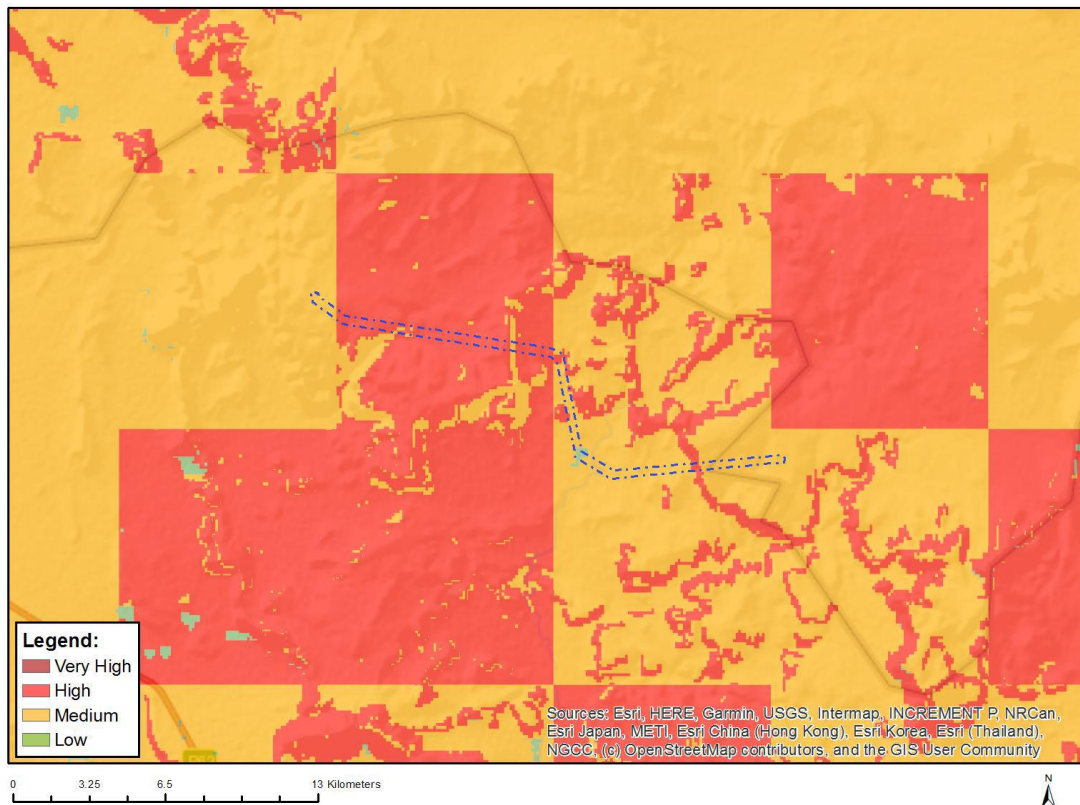 Legend:
Very High
High
Medium
Low
Sources: Esri, HERE, Garmin, USGS, Intermap, INCREMENT P, NRCan,
Esri Japan, METI, Esri China (Hong Kong), Esri Korea, Esri (Thailand),
NGCC, (c) OpenStreetMap contributors, and the GIS User Community
0 3.25 6.5 13 Kilometers
N